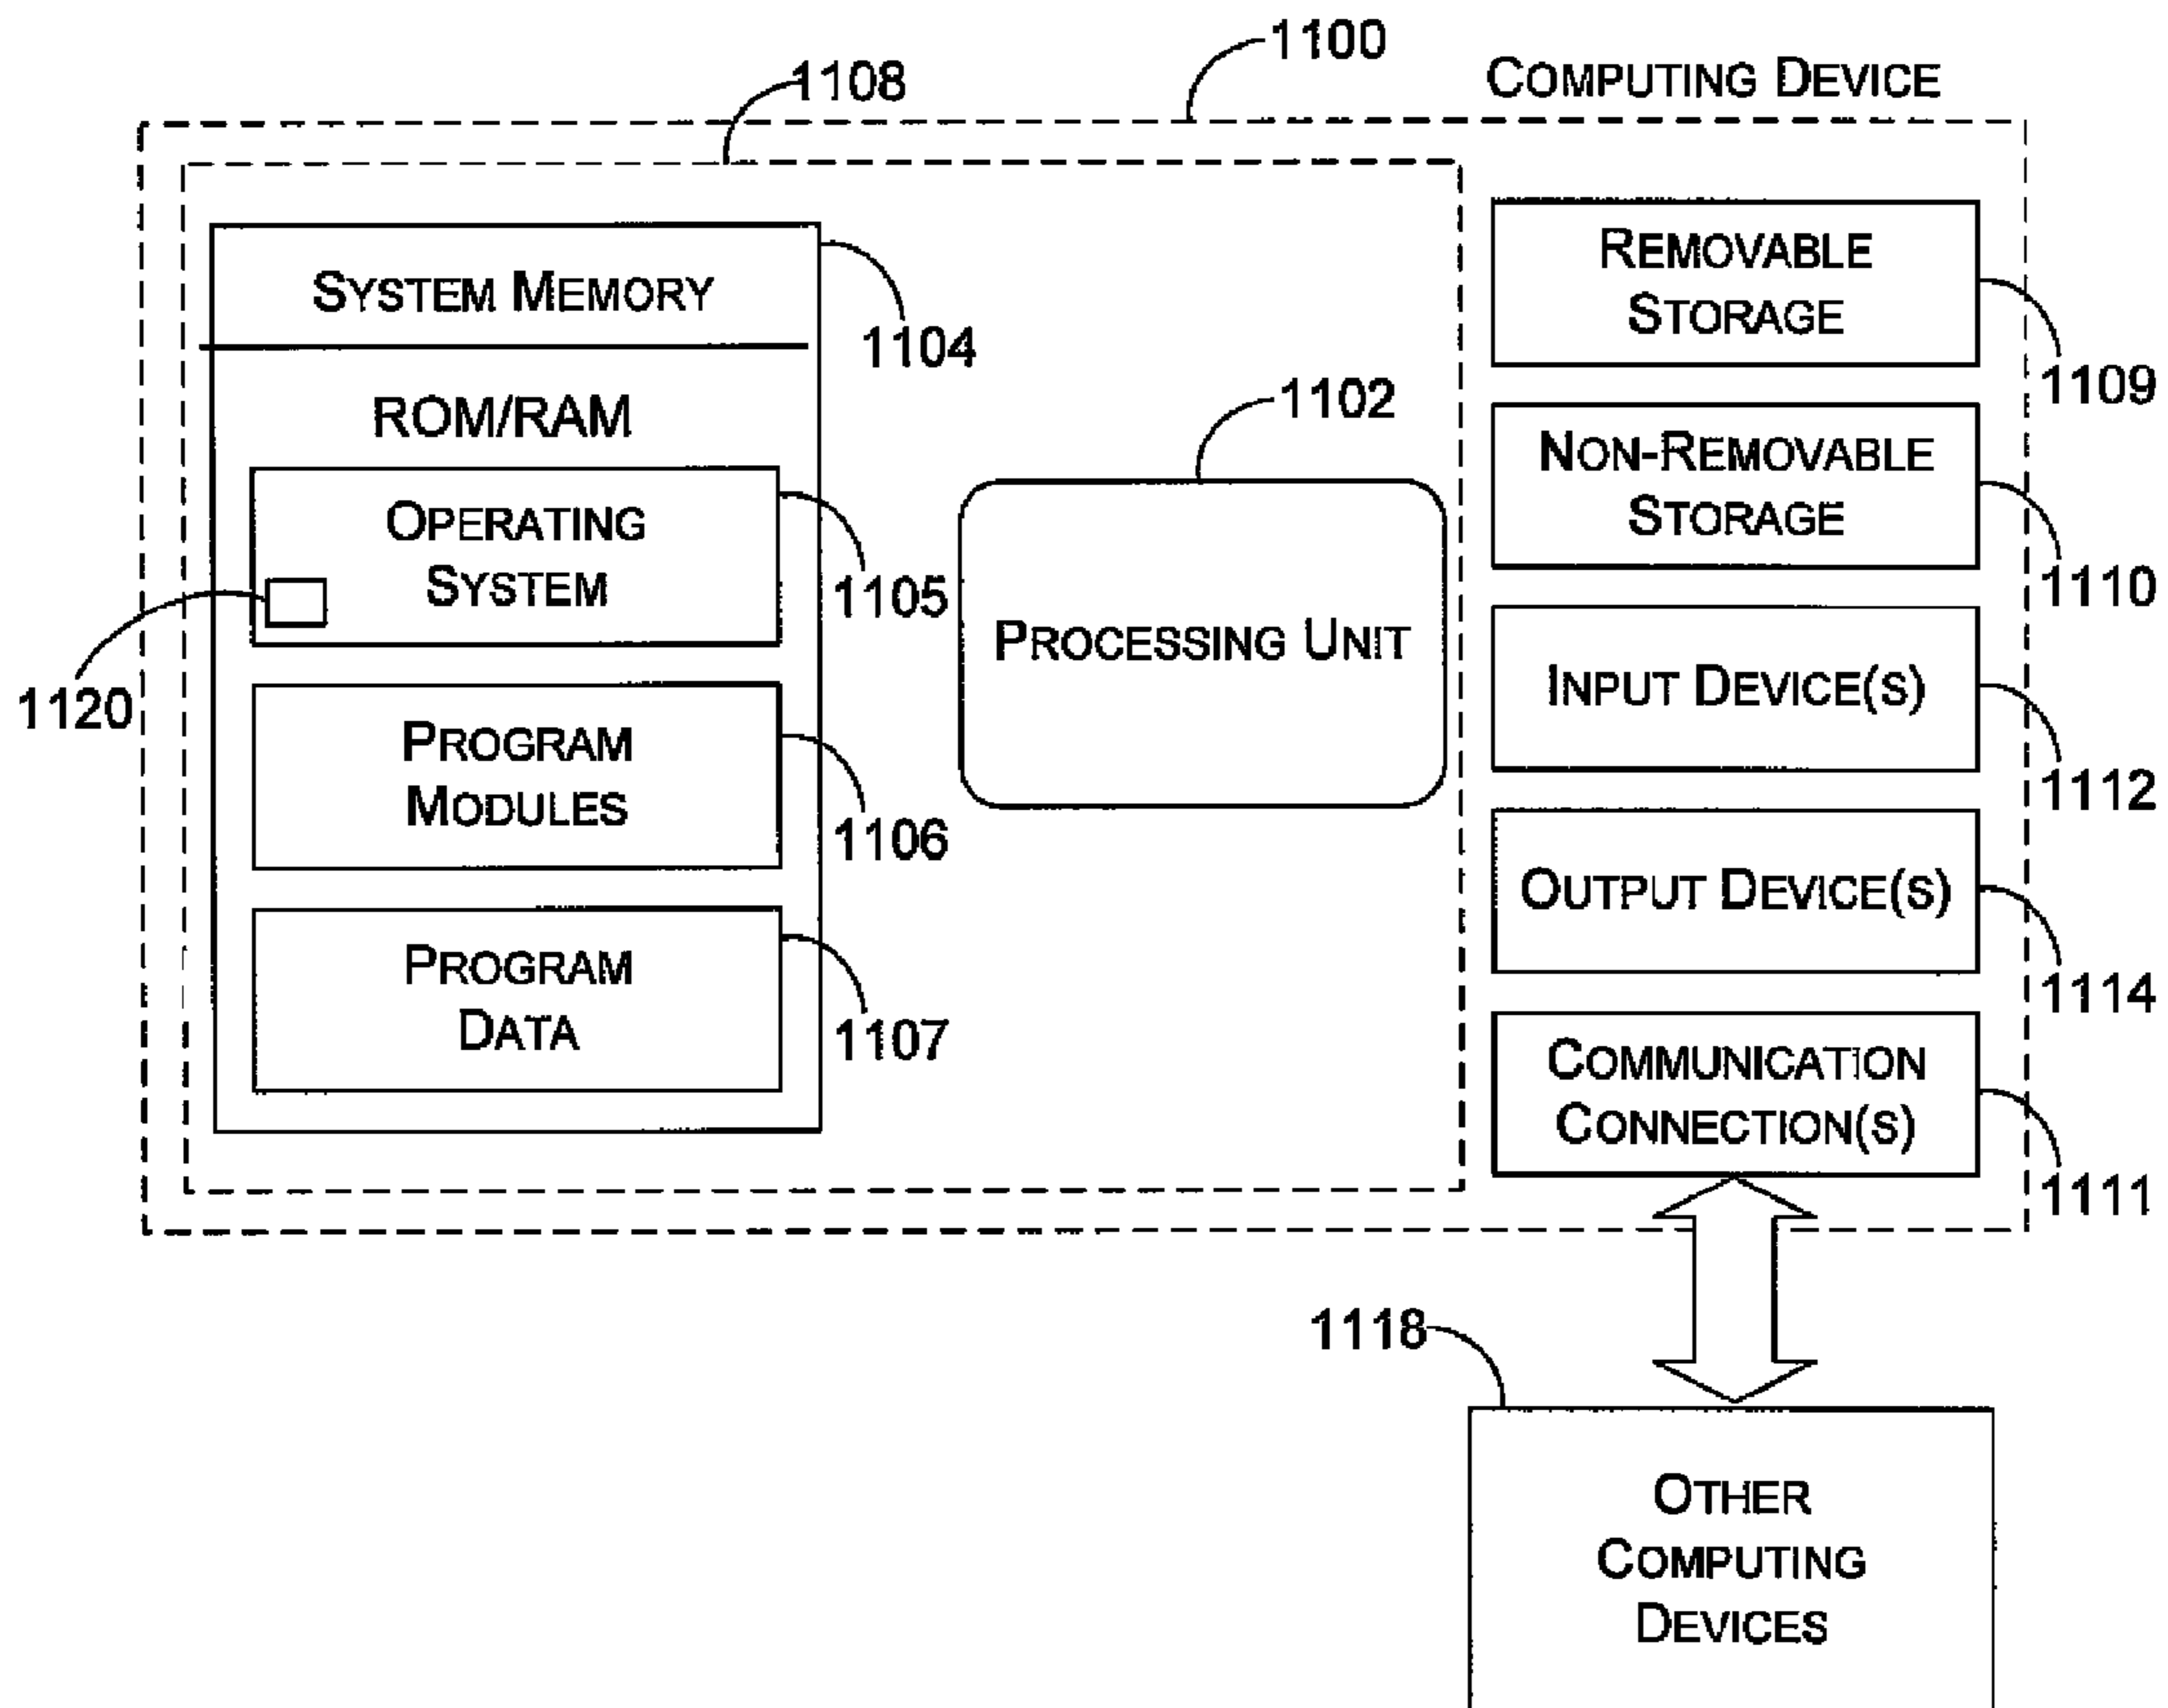 1100
COMPUTING DEVICE
1108
SYSTEM MEMORY
1104
ROM/RAM
OPERATING
SYSTEM
1105
1120
PROGRAM
MODULES
1106
PROGRAM
DATA
1107
1102
PROCESSING UNIT
REMOVABLE
STORAGE
1109
NON-REMOVABLE
STORAGE
1110
INPUT DEVICE(S)
1112
OUTPUT DEVICE(S)
1114
COMMUNICATION
CONNECTION(S)
1111
1118
OTHER
COMPUTING
DEVICES